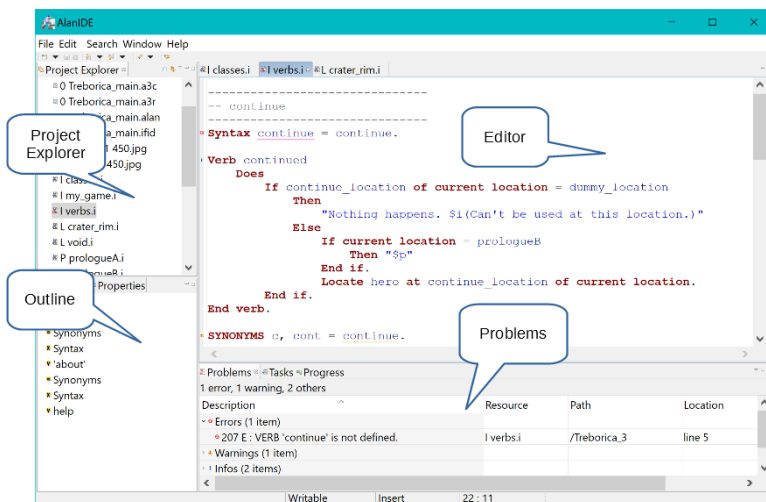 AlanIDE
File Edit Search Window Help
Project Explorer
0 Treborica_main.a3c
0 Treborica_main.a3r
orica_main.alan
ca_main.ifid
1 450.jpg
450.jpg
I clas
I my_game.i
I verbs.i
L crater_rim.i
L void.i
P prologueA.i
Project
Explorer
I classes.i I verbs.i L crater_rim.i
-- continue
Syntax continue = continue.
Verb continued
Does
If continue_location of current location = dummy_location
Then
"Nothing happens. $i(Can't be used at this location.)"
Else
If current location = prologueB
Then "$p"
End if.
Locate hero at continue_location of current location.
End if.
End verb.
SYNONYMS c, cont = continue.
Editor
Properties
Outline
Synonyms
Syntax
'about'
Synonyms
Syntax
help
Problems
Problems Tasks Progress
1 error, 1 warning, 2 others
Description Resource Path Location
Errors (1 item)
207 E : VERB 'continue' is not defined. I verbs.i /Treborica_3 line 5
Warnings (1 item)
Infos (2 items)
Writable Insert 22 : 11